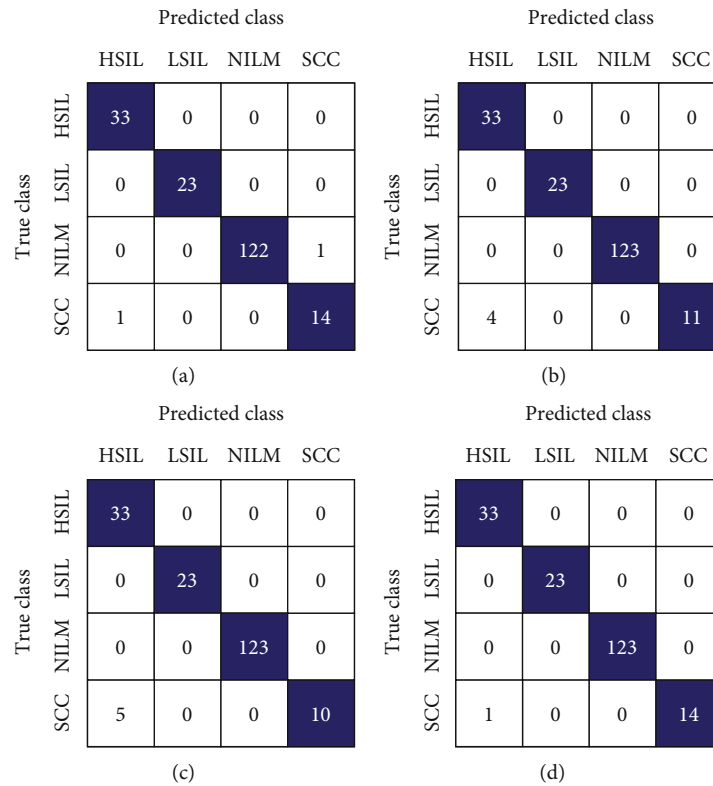 Predicted class
HSIL LSIL NILM SCC
True class
HSIL 33 0 0 0
LSIL 0 23 0 0
NILM 0 0 122 1
SCC 1 0 0 14
(a)
Predicted class
HSIL LSIL NILM SCC
True class
HSIL 33 0 0 0
LSIL 0 23 0 0
NILM 0 0 123 0
SCC 4 0 0 11
(b)
Predicted class
HSIL LSIL NILM SCC
True class
HSIL 33 0 0 0
LSIL 0 23 0 0
NILM 0 0 123 0
SCC 5 0 0 10
(c)
Predicted class
HSIL LSIL NILM SCC
True class
HSIL 33 0 0 0
LSIL 0 23 0 0
NILM 0 0 123 0
SCC 1 0 0 14
(d)